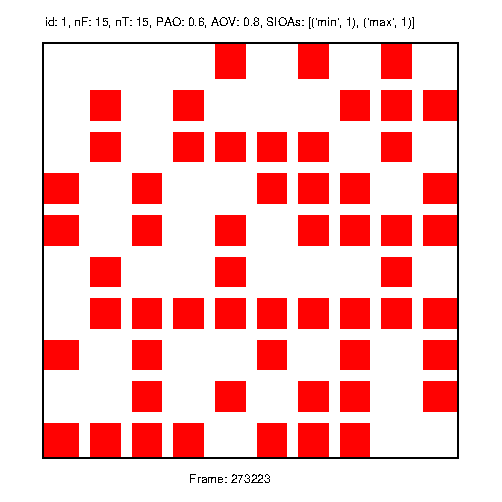 id: 1, nF: 15, nT: 15, PAO: 0.6, AOV: 0.8, SIOAs: [('min', 1), ('max', 1)]
Frame: 273223